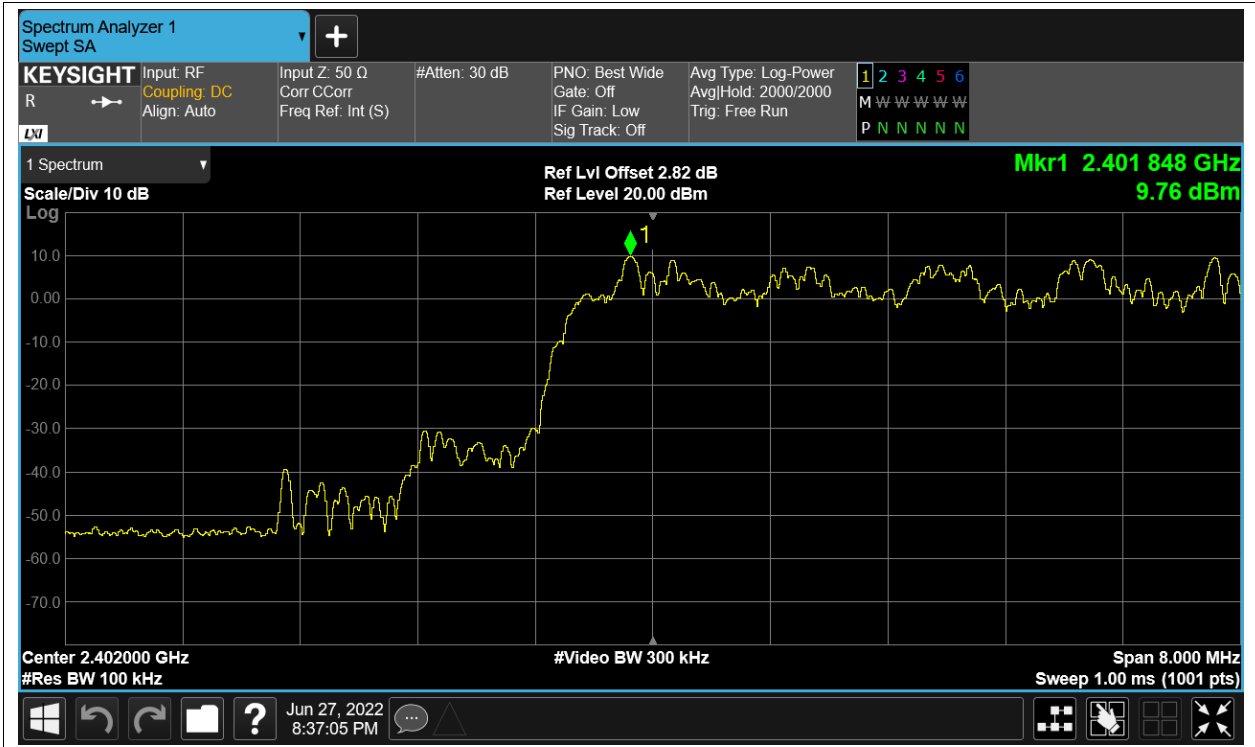 Spectrum Analyzer 1
Swept SA
+
KEYSIGHT
R
LXI
Input: RF
Coupling: DC
Align: Auto
Input Z: 50 Ω
Corr CCorr
Freq Ref: Int (S)
#Atten: 30 dB
PNO: Best Wide
Gate: Off
IF Gain: Low
Sig Track: Off
Avg Type: Log-Power
Avg|Hold: 2000/2000
Trig: Free Run
1 2 3 4 5 6
M W W W W W
P N N N N N
1 Spectrum
Scale/Div 10 dB
Log
Ref Lvl Offset 2.82 dB
Ref Level 20.00 dBm
Mkr1 2.401 848 GHz
9.76 dBm
1
10.0
0.00
-10.0
-20.0
-30.0
-40.0
-50.0
-60.0
-70.0
Center 2.402000 GHz
#Res BW 100 kHz
#Video BW 300 kHz
Span 8.000 MHz
Sweep 1.00 ms (1001 pts)
?
Jun 27, 2022
8:37:05 PM